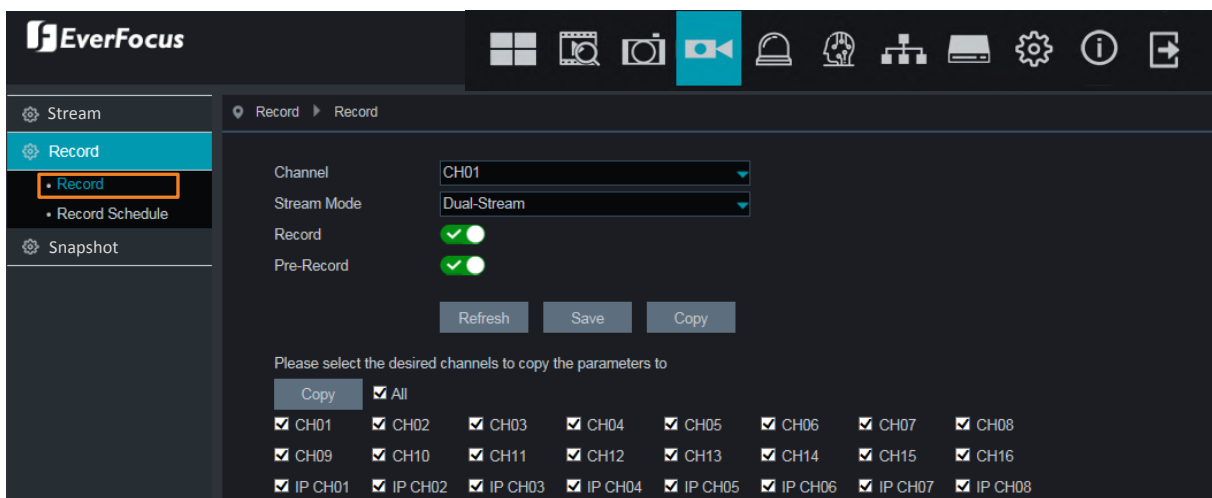 EverFocus
Stream
Record
Record
Record Schedule
Snapshot
Record Record
Channel CH01
Stream Mode Dual-Stream
Record
Pre-Record
Refresh Save Copy
Please select the desired channels to copy the parameters to
Copy All
CH01 CH02 CH03 CH04 CH05 CH06 CH07 CH08
CH09 CH10 CH11 CH12 CH13 CH14 CH15 CH16
IP CH01 IP CH02 IP CH03 IP CH04 IP CH05 IP CH06 IP CH07 IP CH08